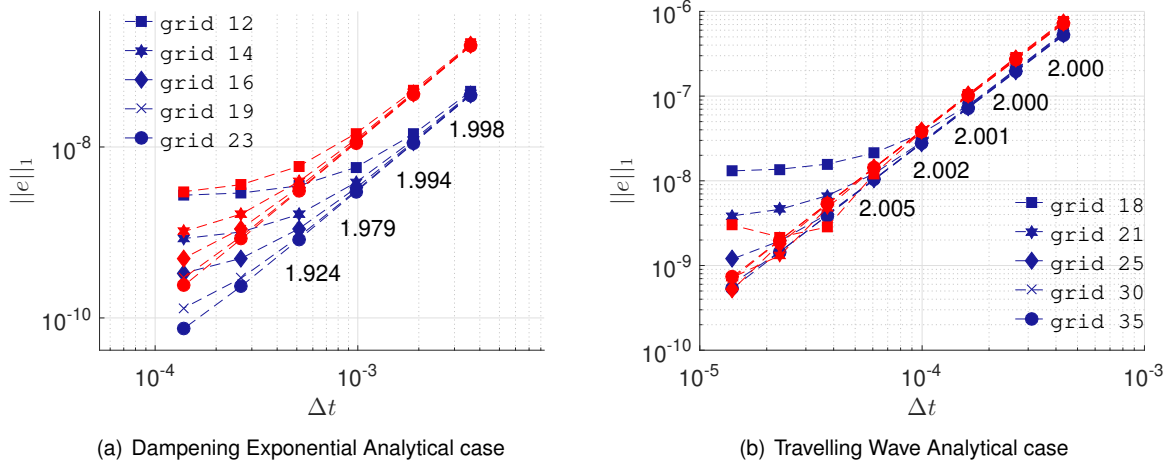 grid 12
grid 14
grid 16
grid 19
grid 23
10^-8
10^-10
||e||_1
1.998
1.994
1.979
1.924
10^-4
10^-3
Δt
(a) Dampening Exponential Analytical case
10^-6
10^-7
10^-8
10^-9
10^-10
||e||_1
2.000
2.000
2.001
2.002
2.005
grid 18
grid 21
grid 25
grid 30
grid 35
10^-5
10^-4
10^-3
Δt
(b) Travelling Wave Analytical case